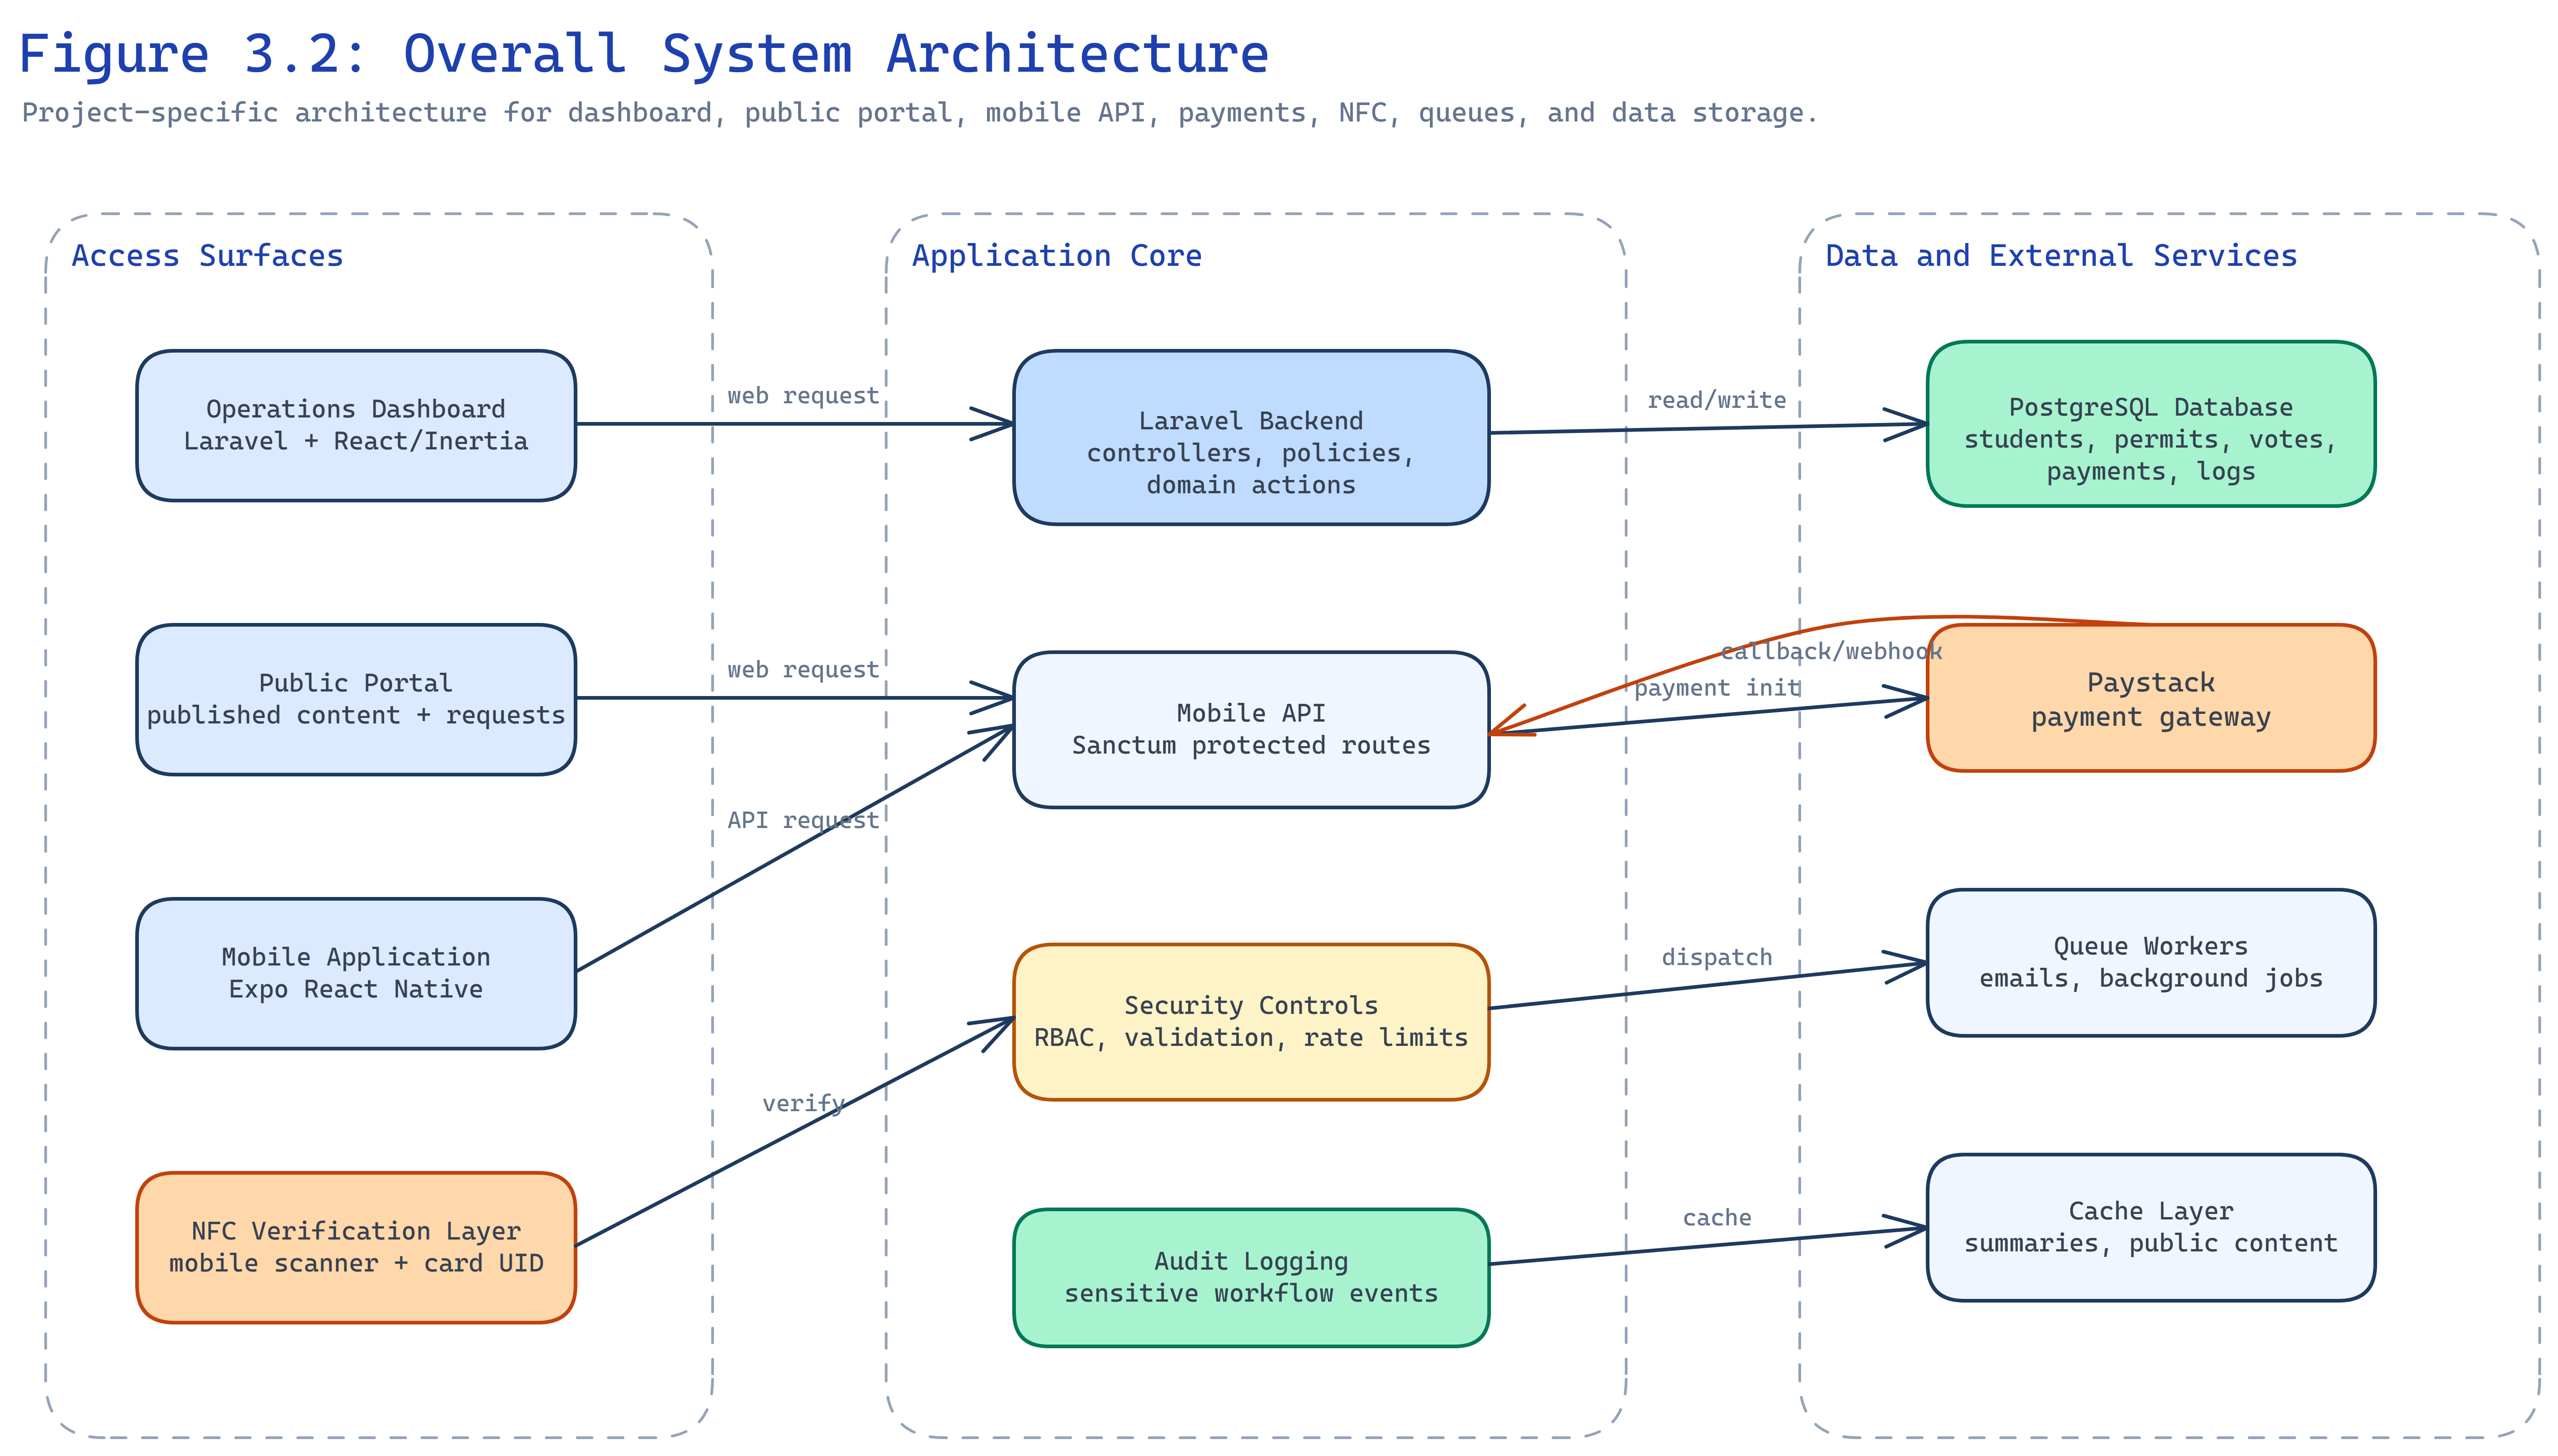 Figure 3.2: Overall System Architecture
Project-specific architecture for dashboard, public portal, mobile API, payments, NFC, queues, and data storage.
Access Surfaces
Operations Dashboard
Laravel + React/Inertia
Public Portal
published content + requests
Mobile Application
Expo React Native
NFC Verification Layer
mobile scanner + card UID
web request
web request
API request
verify
Application Core
Laravel Backend
controllers, policies,
domain actions
Mobile API
Sanctum protected routes
Security Controls
RBAC, validation, rate limits
Audit Logging
sensitive workflow events
read/write
callback/webhook
payment init
dispatch
cache
Data and External Services
PostgreSQL Database
students, permits, votes,
payments, logs
Paystack
payment gateway
Queue Workers
emails, background jobs
Cache Layer
summaries, public content